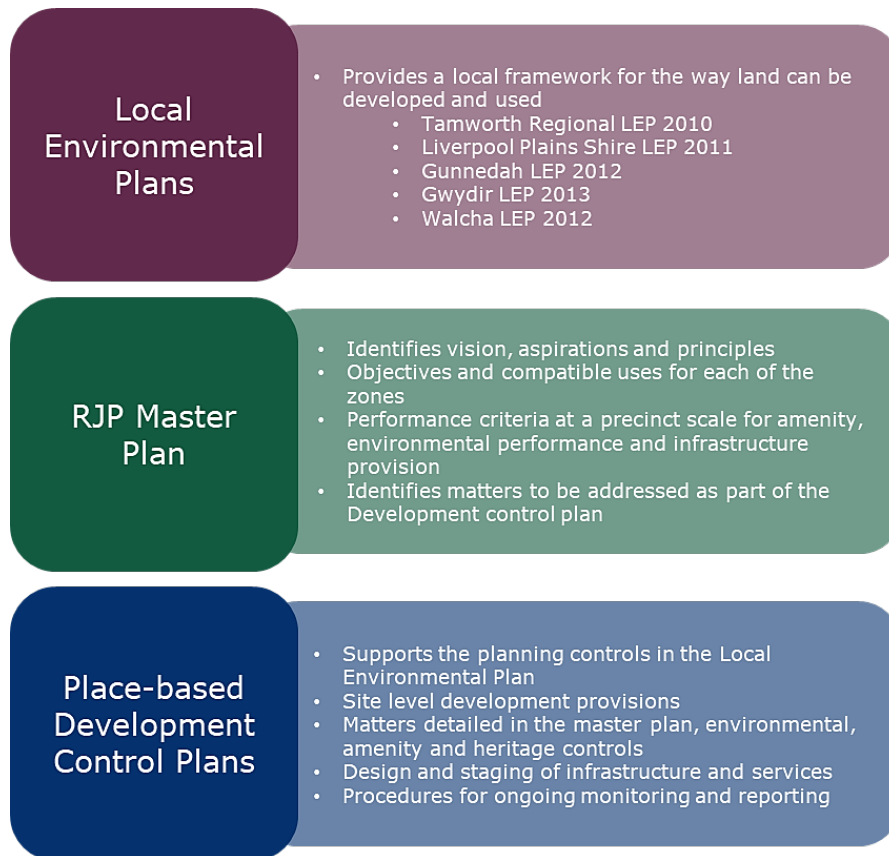 Local
Environmental
Plans
• Provides a local framework for the way land can be
developed and used
• Tamworth Regional LEP 2010
• Liverpool Plains Shire LEP 2011
• Gunnedah LEP 2012
• Gwydir LEP 2013
• Walcha LEP 2012
RJP Master
Plan
• Identifies vision, aspirations and principles
• Objectives and compatible uses for each of the
zones
• Performance criteria at a precinct scale for amenity,
environmental performance and infrastructure
provision
• Identifies matters to be addressed as part of the
Development control plan
Place-based
Development
Control Plans
• Supports the planning controls in the Local
Environmental Plan
• Site level development provisions
• Matters detailed in the master plan, environmental,
amenity and heritage controls
• Design and staging of infrastructure and services
• Procedures for ongoing monitoring and reporting